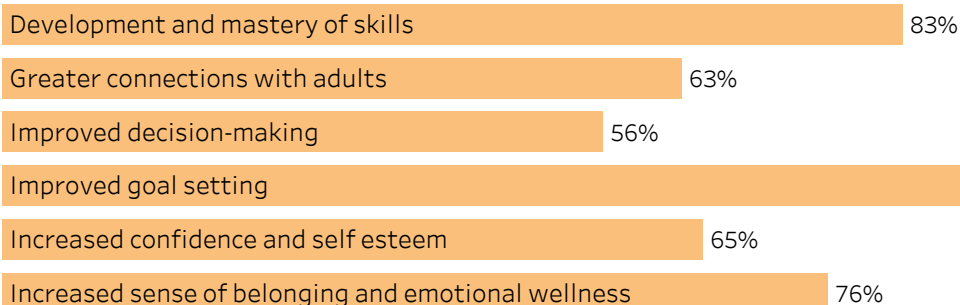 Development and mastery of skills 83%
Greater connections with adults 63%
Improved decision-making 56%
Improved goal setting
Increased confidence and self esteem 65%
Increased sense of belonging and emotional wellness 76%